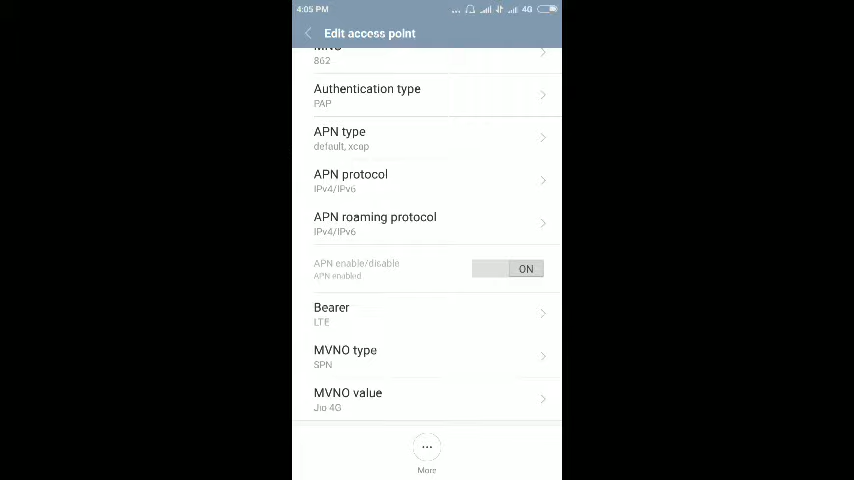 4:05 PM
4G
Edit access point
MNC
862
Authentication type
PAP
APN type
default, xcap
APN protocol
IPv4/IPv6
APN roaming protocol
IPv4/IPv6
APN enable/disable
APN enabled
ON
Bearer
LTE
MVNO type
SPN
MVNO value
Jio 4G
More